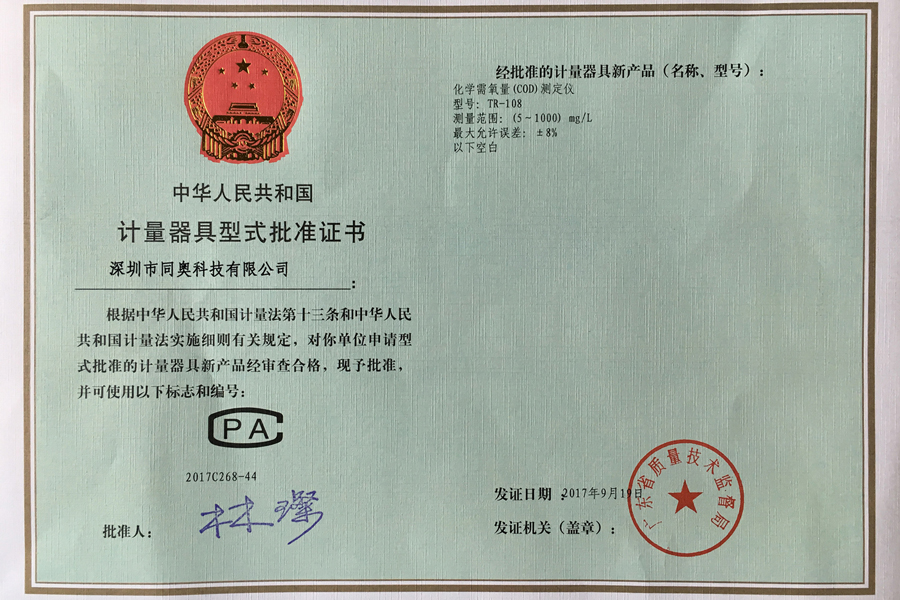 中华人民共和国
计量器具型式批准证书
深圳市同奥科技有限公司
：
根据中华人民共和国计量法第十三条和中华人民
共和国计量法实施细则有关规定，对你单位申请型
式批准的计量器具新产品经审查合格，现予批准，
并可使用以下标志和编号：
CPA
2017C268-44
批准人：
林璨
经批准的计量器具新产品（名称、型号）：
化学需氧量(COD)测定仪
型号：TR-108
测量范围：(5～1000) mg/L
最大允许误差：±8%
以下空白
发证日期：2017年9月19日
发证机关（盖章）：
广东省质量技术监督局